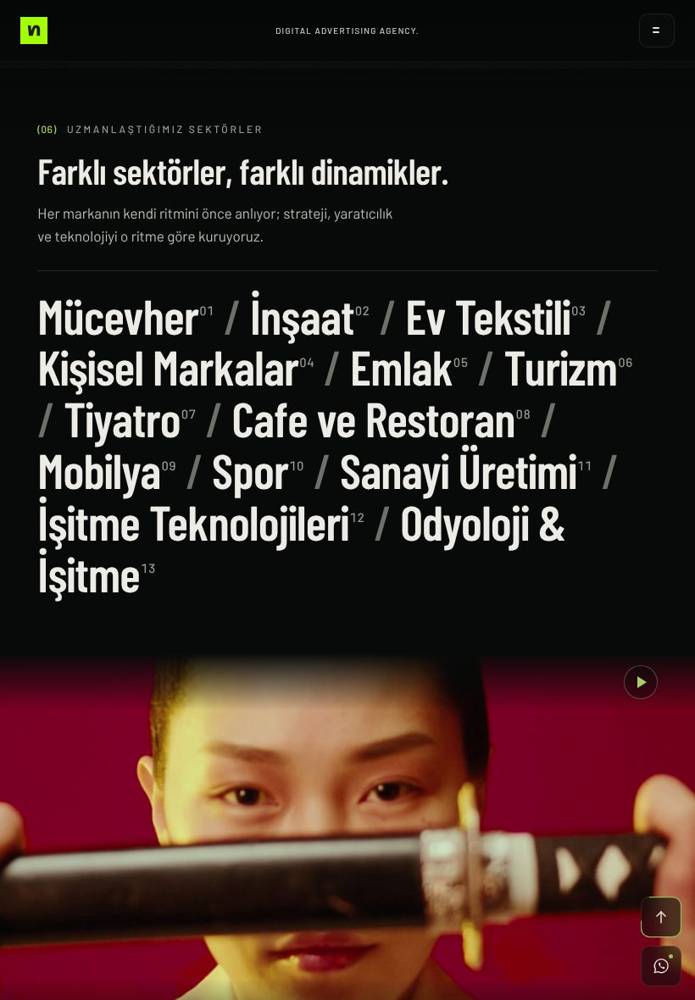 DIGITAL ADVERTISING AGENCY.
(06) UZMANLAŞTIĞIMIZ SEKTÖRLER
Farklı sektörler, farklı dinamikler.
Her markanın kendi ritmini önce anlıyor; strateji, yaratıcılık
ve teknolojiyi o ritme göre kuruyoruz.
Mücevher01 / İnşaat02 / Ev Tekstili03 /
Kişisel Markalar04 / Emlak05 / Turizm06
/ Tiyatro07 / Cafe ve Restoran08 /
Mobilya09 / Spor10 / Sanayi Üretimi11 /
İşitme Teknolojileri12 / Odyoloji &
İşitme13